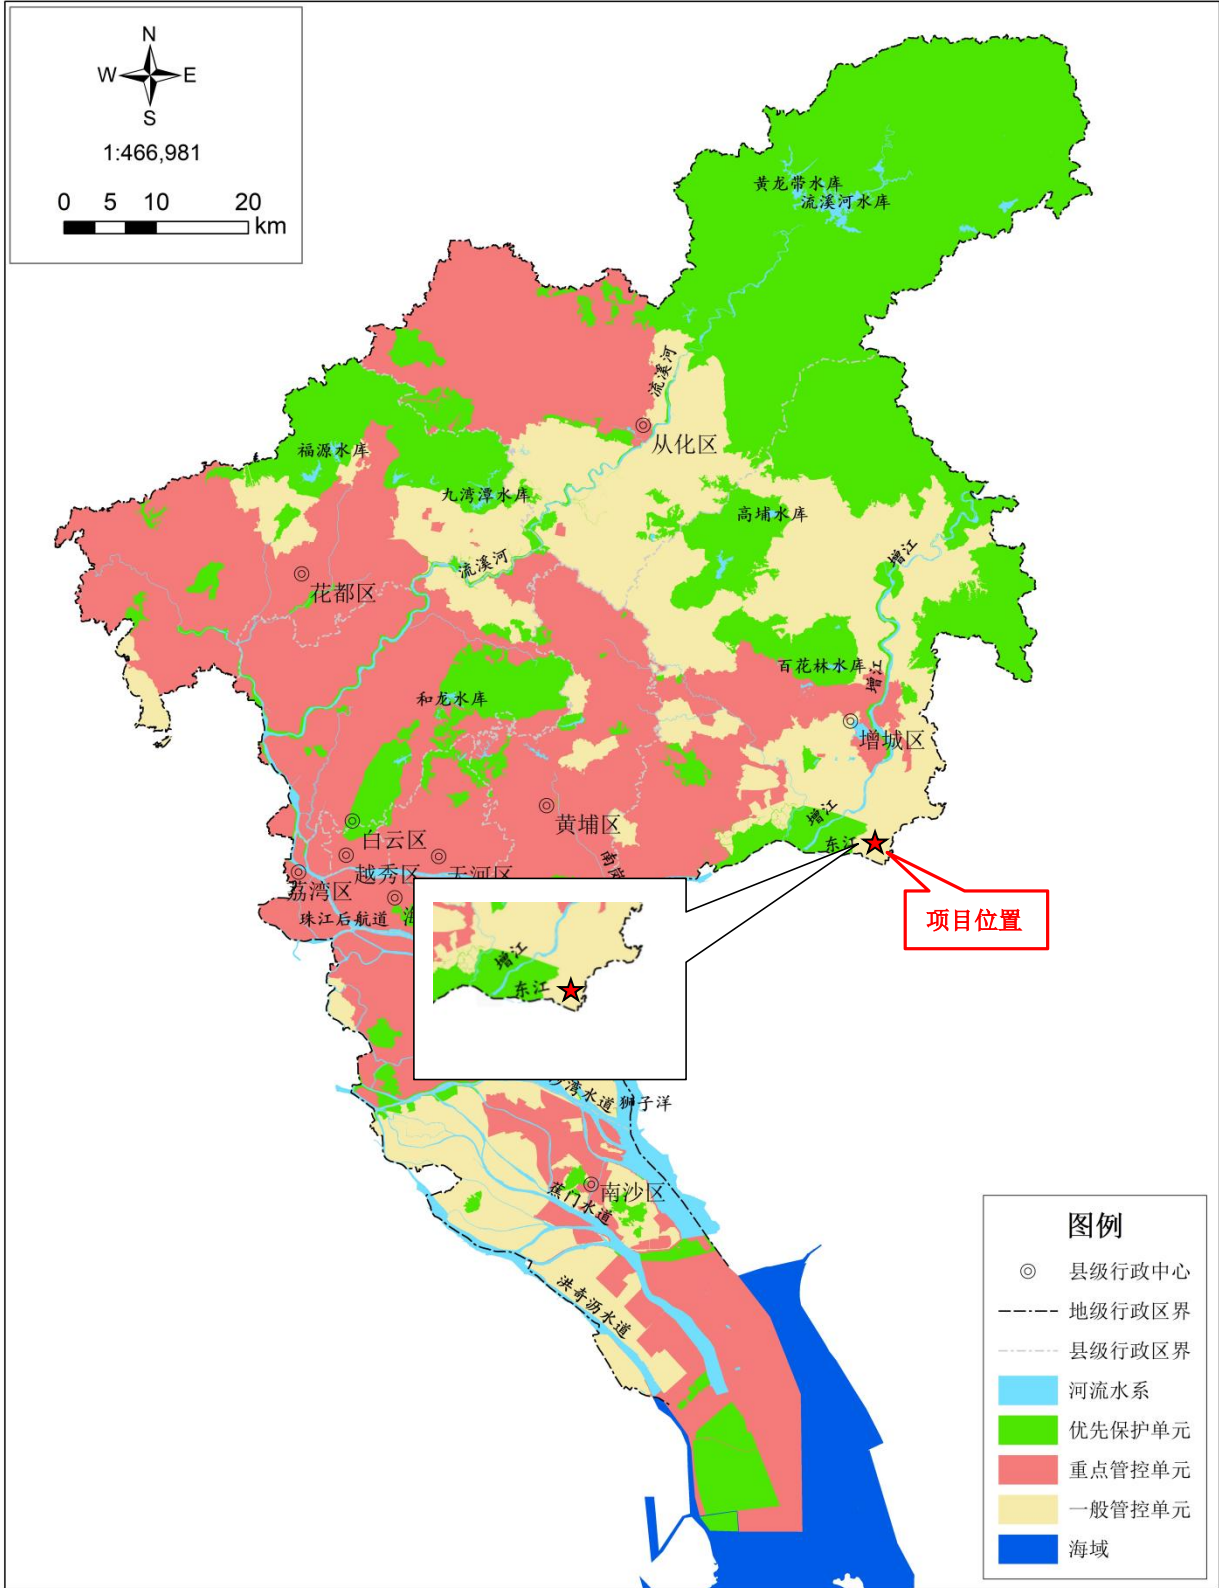 N
W E
S
1:466,981
0 5 10 20
km
黄龙带水库
流溪河水库
流溪河
从化区
福源水库
九湾潭水库
高埔水库
增江
流溪河
花都区
百花林水库
增江
和龙水库
增城区
增江
黄埔区
白云区
东江
越秀区
天河区
南岗
荔湾区
珠江后航道
海
项目位置
增江
东江
湾水道
狮子洋
南沙区
蕉门水道
洪奇沥水道
图例
县级行政中心
地级行政区界
县级行政区界
河流水系
优先保护单元
重点管控单元
一般管控单元
海域